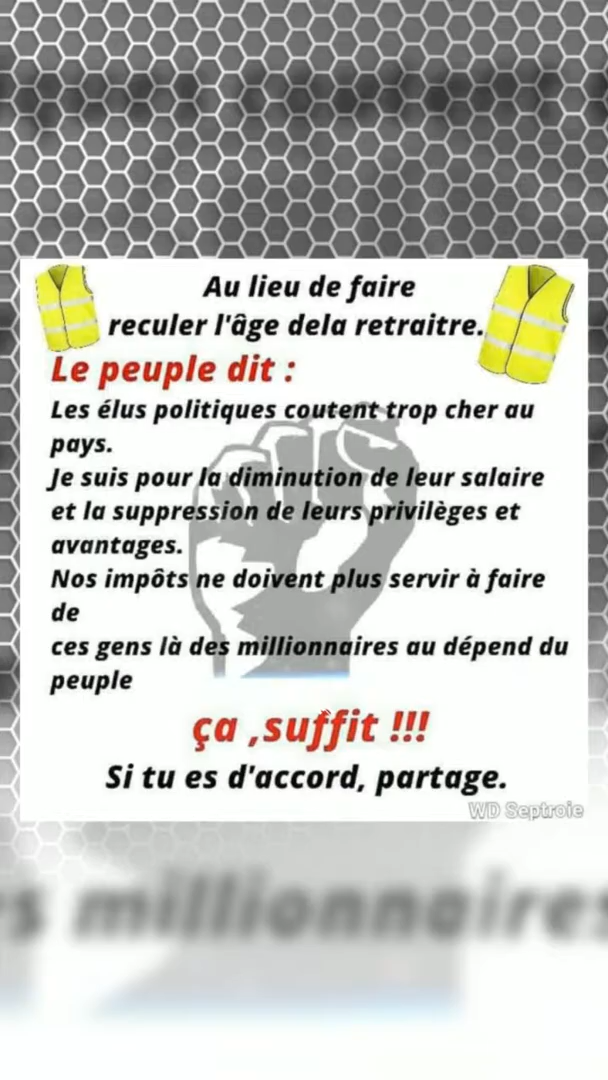 Au lieu de faire
reculer l'âge dela retraitre.
Le peuple dit :
Les élus politiques coutent trop cher au
pays.
Je suis pour la diminution de leur salaire
et la suppression de leurs privilèges et
avantages.
Nos impôts ne doivent plus servir à faire
de
ces gens là des millionnaires au dépend du
peuple
ça ,suffit !!!
Si tu es d'accord, partage.
WD Septroie
s millionnaires